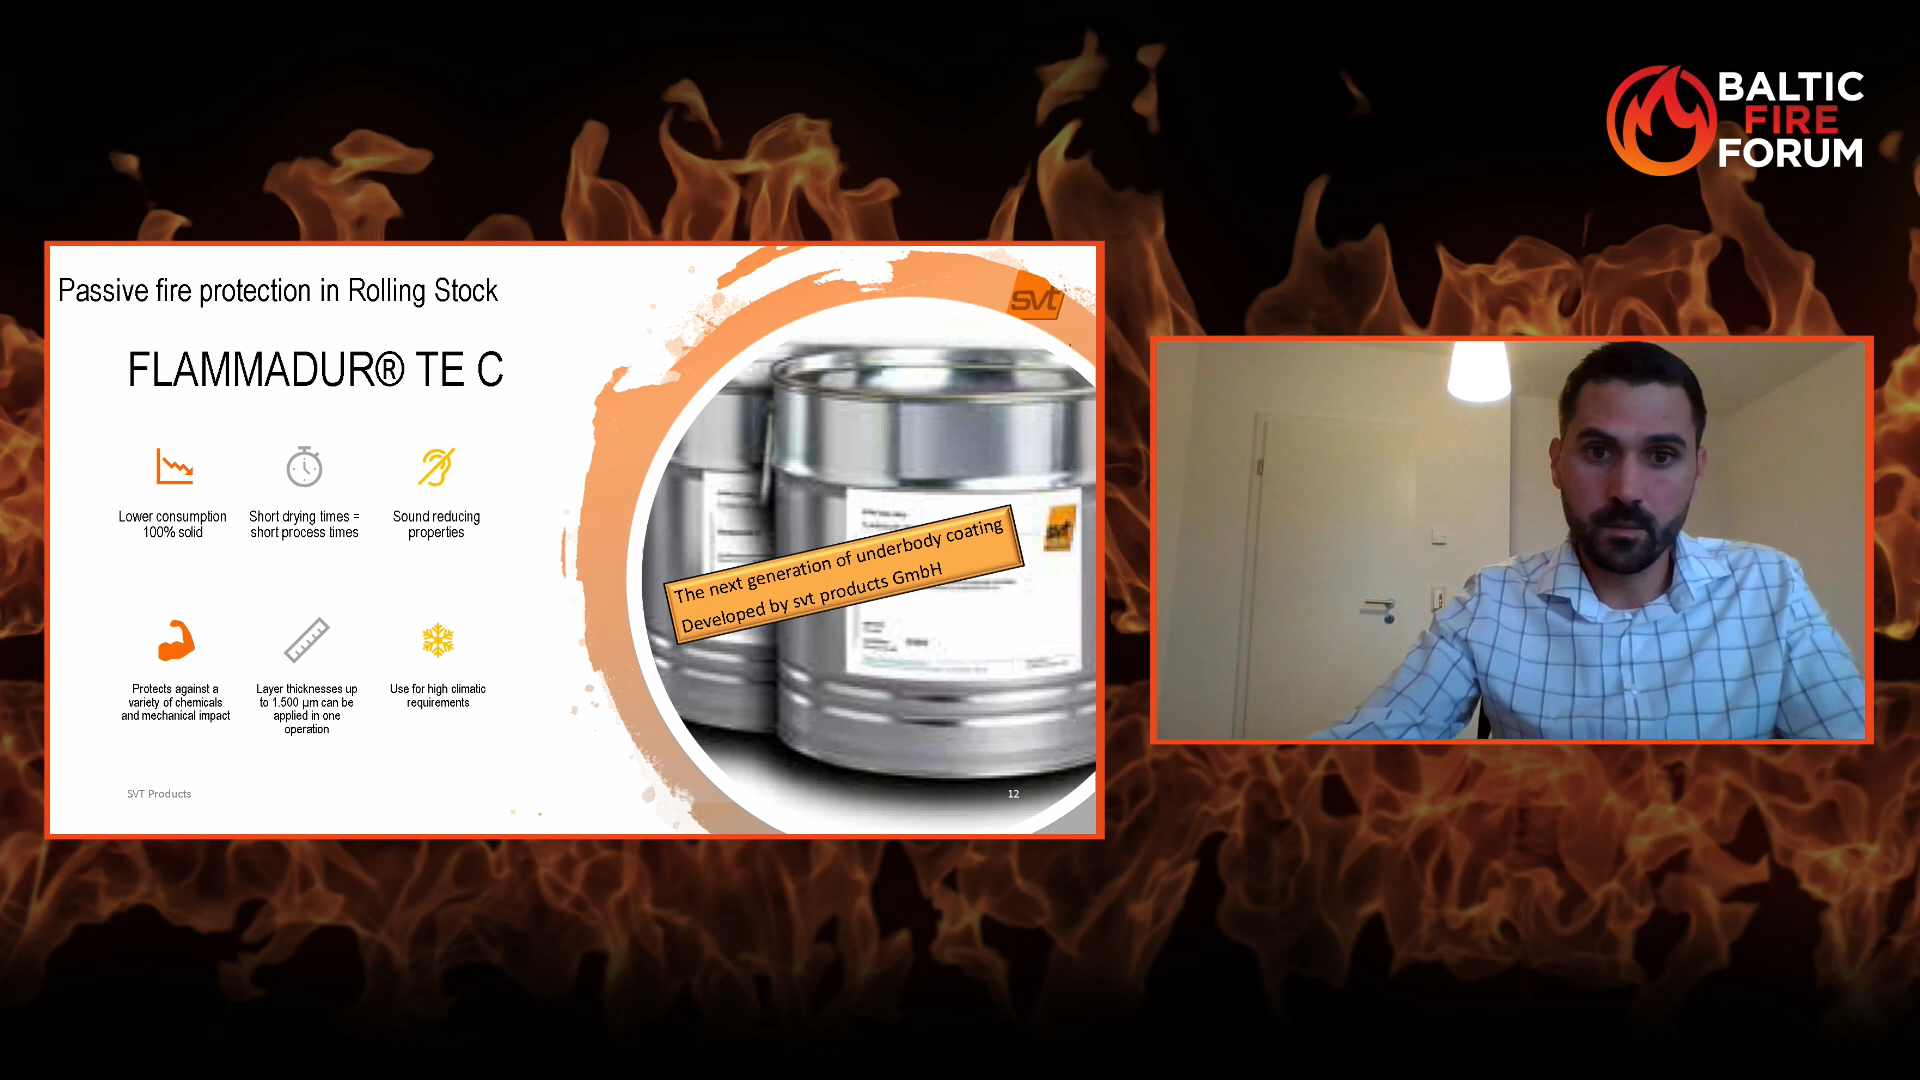 BALTIC
FIRE
FORUM
Passive fire protection in Rolling Stock
svt
FLAMMADUR® TE C
Lower consumption
100% solid
Short drying times =
short process times
Sound reducing
properties
The next generation of underbody coating
Developed by svt products GmbH
Protects against a
variety of chemicals
and mechanical impact
Layer thicknesses up
to 1.500 µm can be
applied in one
operation
Use for high climatic
requirements
SVT Products
12